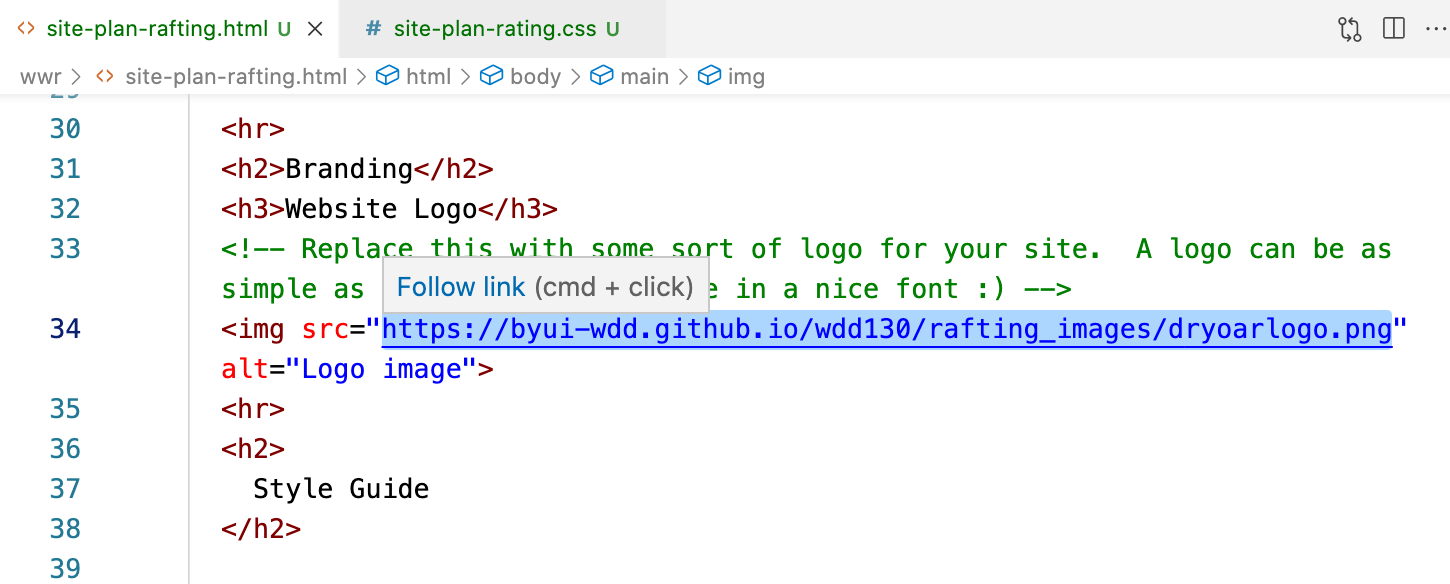 site-plan-rafting.html U
# site-plan-rating.css U
wwr > site-plan-rafting.html > html > body > main > img
30 <hr>
31 <h2>Branding</h2>
32 <h3>Website Logo</h3>
33 <!-- Replace this with some sort of logo for your site.  A logo can be as
simple as
Follow link (cmd + click)
in a nice font :) -->
34 <img src="https://byui-wdd.github.io/wdd130/rafting_images/dryoarlogo.png"
alt="Logo image">
35 <hr>
36 <h2>
37 Style Guide
38 </h2>
39